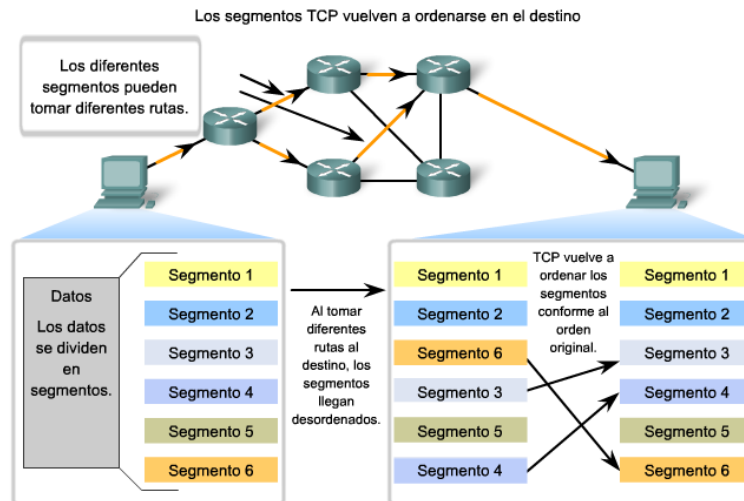 Los segmentos TCP vuelven a ordenarse en el destino
Los diferentes
segmentos pueden
tomar diferentes rutas.
Datos
Los datos
se dividen
en
segmentos.
Segmento 1
Segmento 2
Segmento 3
Segmento 4
Segmento 5
Segmento 6
Al tomar
diferentes
rutas al
destino, los
segmentos
llegan
desordenados.
Segmento 1
Segmento 2
Segmento 6
Segmento 3
Segmento 5
Segmento 4
TCP vuelve a
ordenar los
segmentos
conforme al
orden
original.
Segmento 1
Segmento 2
Segmento 3
Segmento 4
Segmento 5
Segmento 6